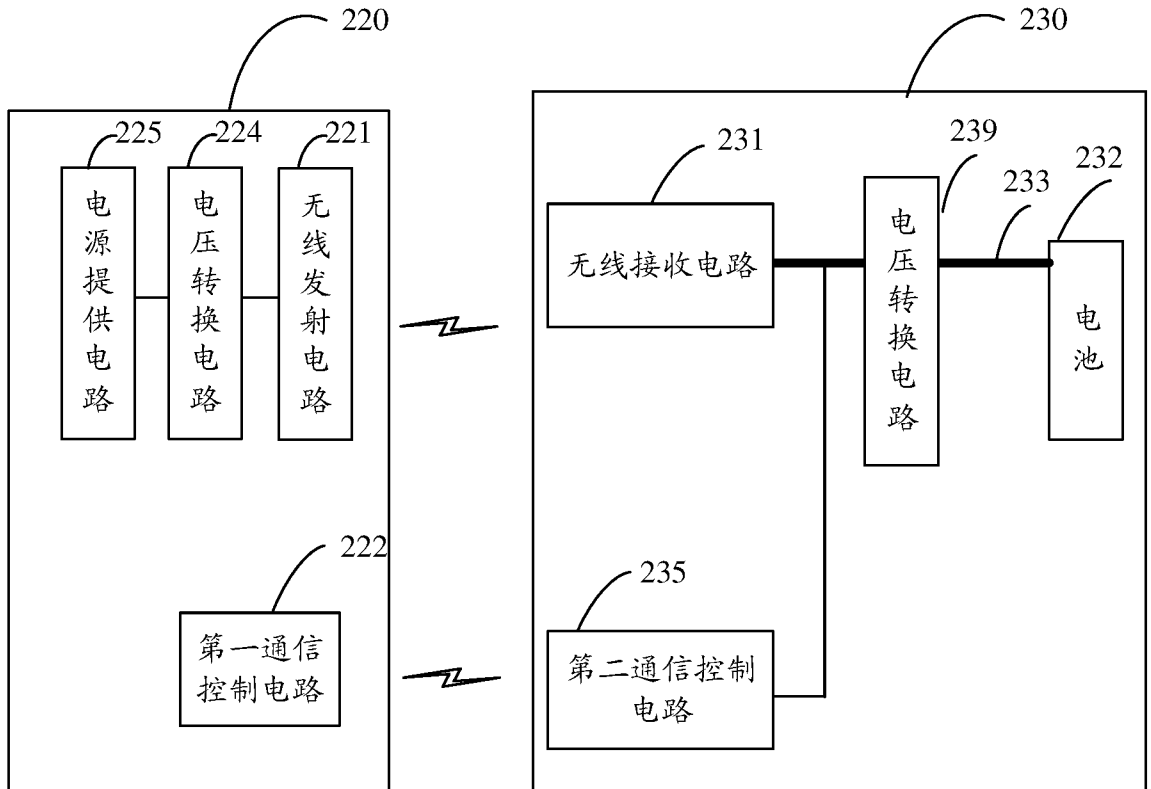 220
230
225
224
221
231
239
233
232
电源提供电路
电压转换电路
无线发射电路
无线接收电路
电压转换电路
电池
222
235
第一通信
控制电路
第二通信控制
电路